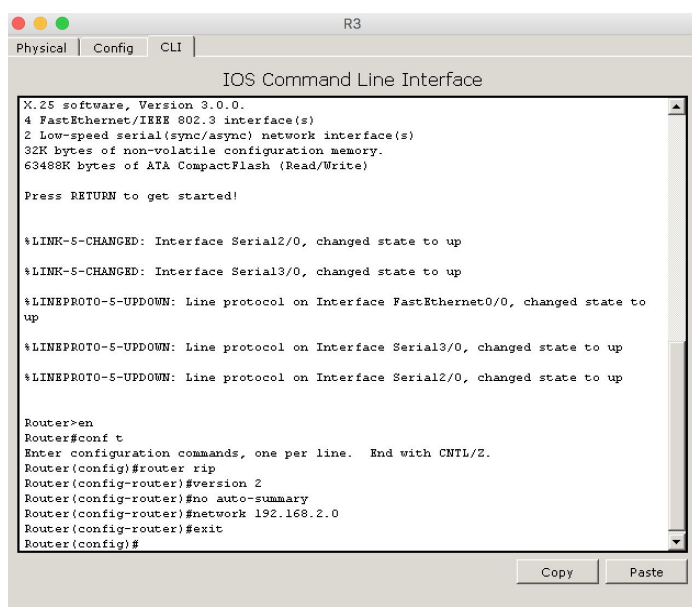 R3
Physical Config CLI
IOS Command Line Interface
X.25 software, Version 3.0.0.
4 FastEthernet/IEEE 802.3 interface(s)
2 Low-speed serial(sync/async) network interface(s)
32K bytes of non-volatile configuration memory.
63488K bytes of ATA CompactFlash (Read/Write)
Press RETURN to get started!
%LINK-5-CHANGED: Interface Serial2/0, changed state to up
%LINK-5-CHANGED: Interface Serial3/0, changed state to up
%LINEPROTO-5-UPDOWN: Line protocol on Interface FastEthernet0/0, changed state to
up
%LINEPROTO-5-UPDOWN: Line protocol on Interface Serial3/0, changed state to up
%LINEPROTO-5-UPDOWN: Line protocol on Interface Serial2/0, changed state to up
Router>en
Router#conf t
Enter configuration commands, one per line.  End with CNTL/Z.
Router(config)#router rip
Router(config-router)#version 2
Router(config-router)#no auto-summary
Router(config-router)#network 192.168.2.0
Router(config-router)#exit
Router(config)#
Copy Paste